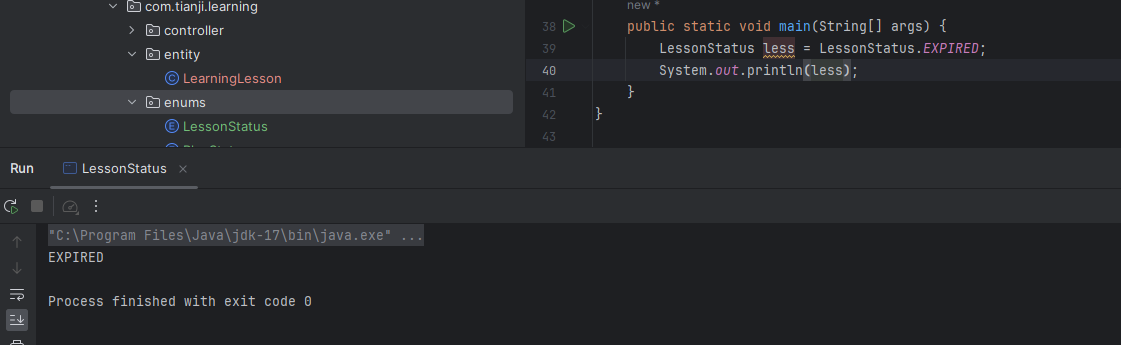 com.tianji.learning
controller
entity
LearningLesson
enums
LessonStatus
new *
38 public static void main(String[] args) {
39 LessonStatus less = LessonStatus.EXPIRED;
40 System.out.println(less);
41 }
42 }
43
Run LessonStatus
"C:\Program Files\Java\jdk-17\bin\java.exe" ...
EXPIRED
Process finished with exit code 0